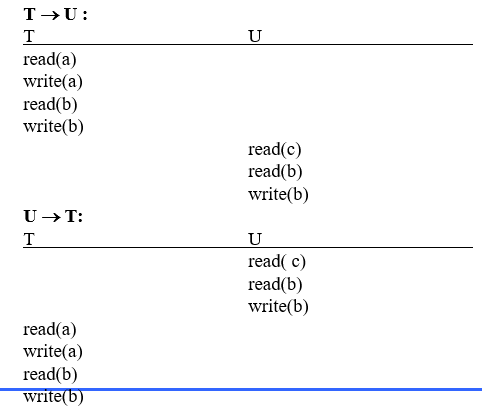 T → U :
T U
read(a)
write(a)
read(b)
write(b)
read(c)
read(b)
write(b)
U → T:
T U
read( c)
read(b)
write(b)
read(a)
write(a)
read(b)
write(b)